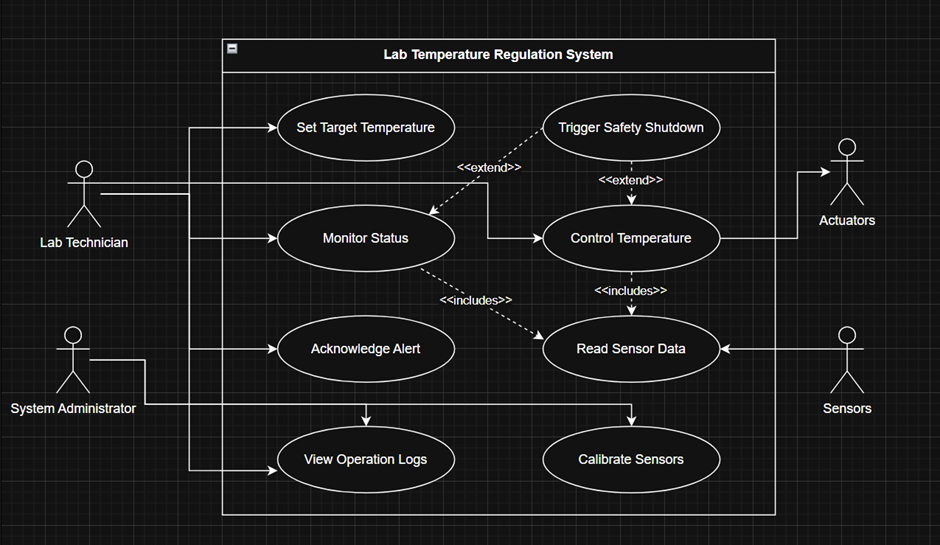 Lab Temperature Regulation System
Set Target Temperature
Trigger Safety Shutdown
<<extend>>
<<extend>>
Lab Technician
Monitor Status
Control Temperature
Actuators
<<includes>>
<<includes>>
Acknowledge Alert
Read Sensor Data
System Administrator
Sensors
View Operation Logs
Calibrate Sensors